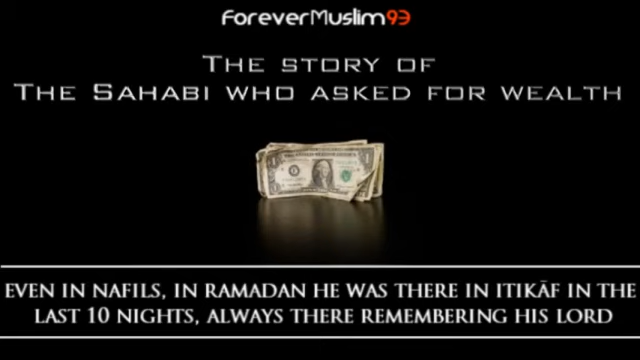 ForeverMuslim93
The story of
The Sahabi who asked for wealth
EVEN IN NAFILS, IN RAMADAN HE WAS THERE IN ITIKĀF IN THE
LAST 10 NIGHTS, ALWAYS THERE REMEMBERING HIS LORD